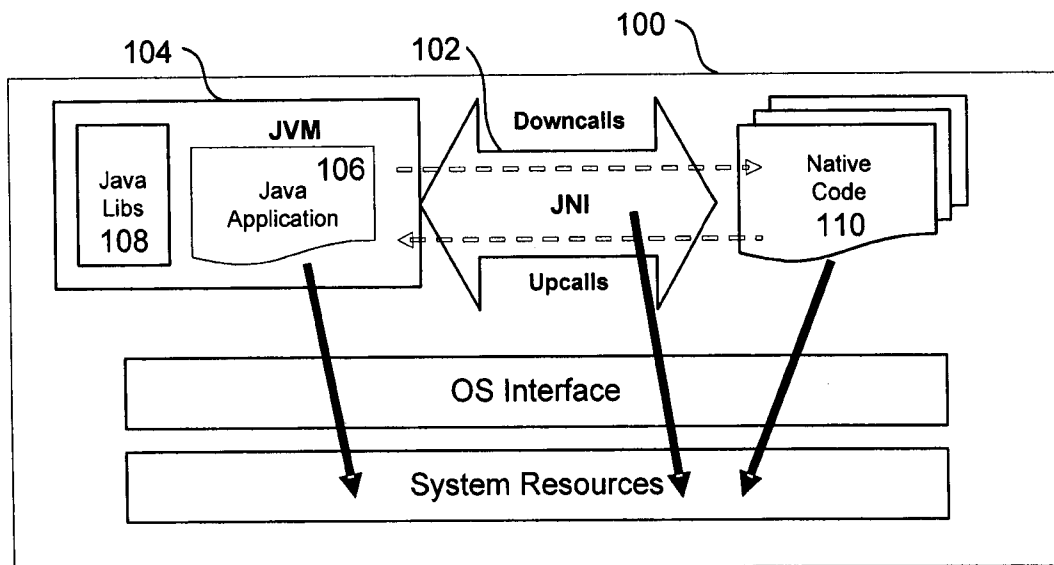 100
104
102
JVM
Downcalls
Java
Libs
108
106
Java
Application
JNI
Native
Code
110
Upcalls
OS Interface
System Resources